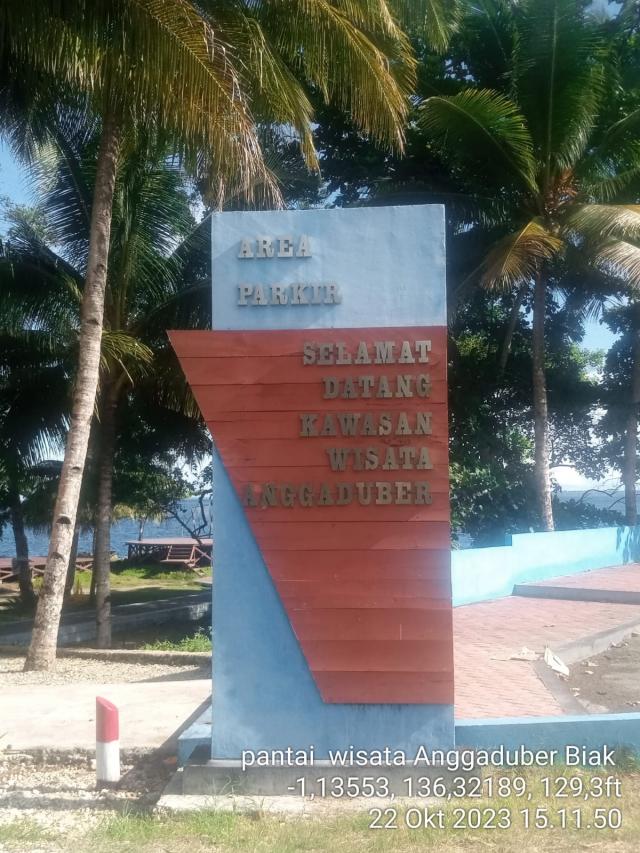 AREA
PARKIR
SELAMAT
DATANG
KAWASAN
WISATA
ANGGADUBER
pantai wisata Anggaduber Biak
-1,13553, 136,32189, 129,3ft
22 Okt 2023 15.11.50